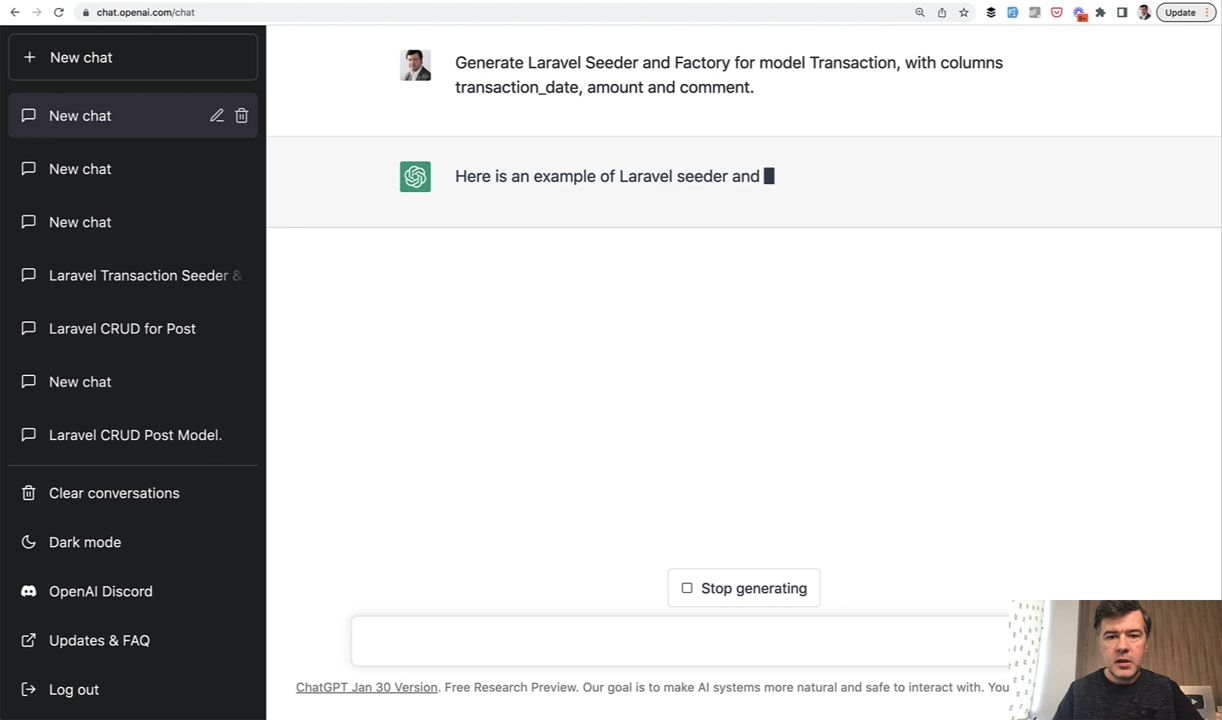 chat.openai.com/chat
Update
9+
New chat
New chat
New chat
New chat
Laravel Transaction Seeder &
Laravel CRUD for Post
New chat
Laravel CRUD Post Model.
Clear conversations
Dark mode
OpenAI Discord
Updates & FAQ
Log out
Generate Laravel Seeder and Factory for model Transaction, with columns
transaction_date, amount and comment.
Here is an example of Laravel seeder and
Stop generating
ChatGPT Jan 30 Version. Free Research Preview. Our goal is to make AI systems more natural and safe to interact with. You